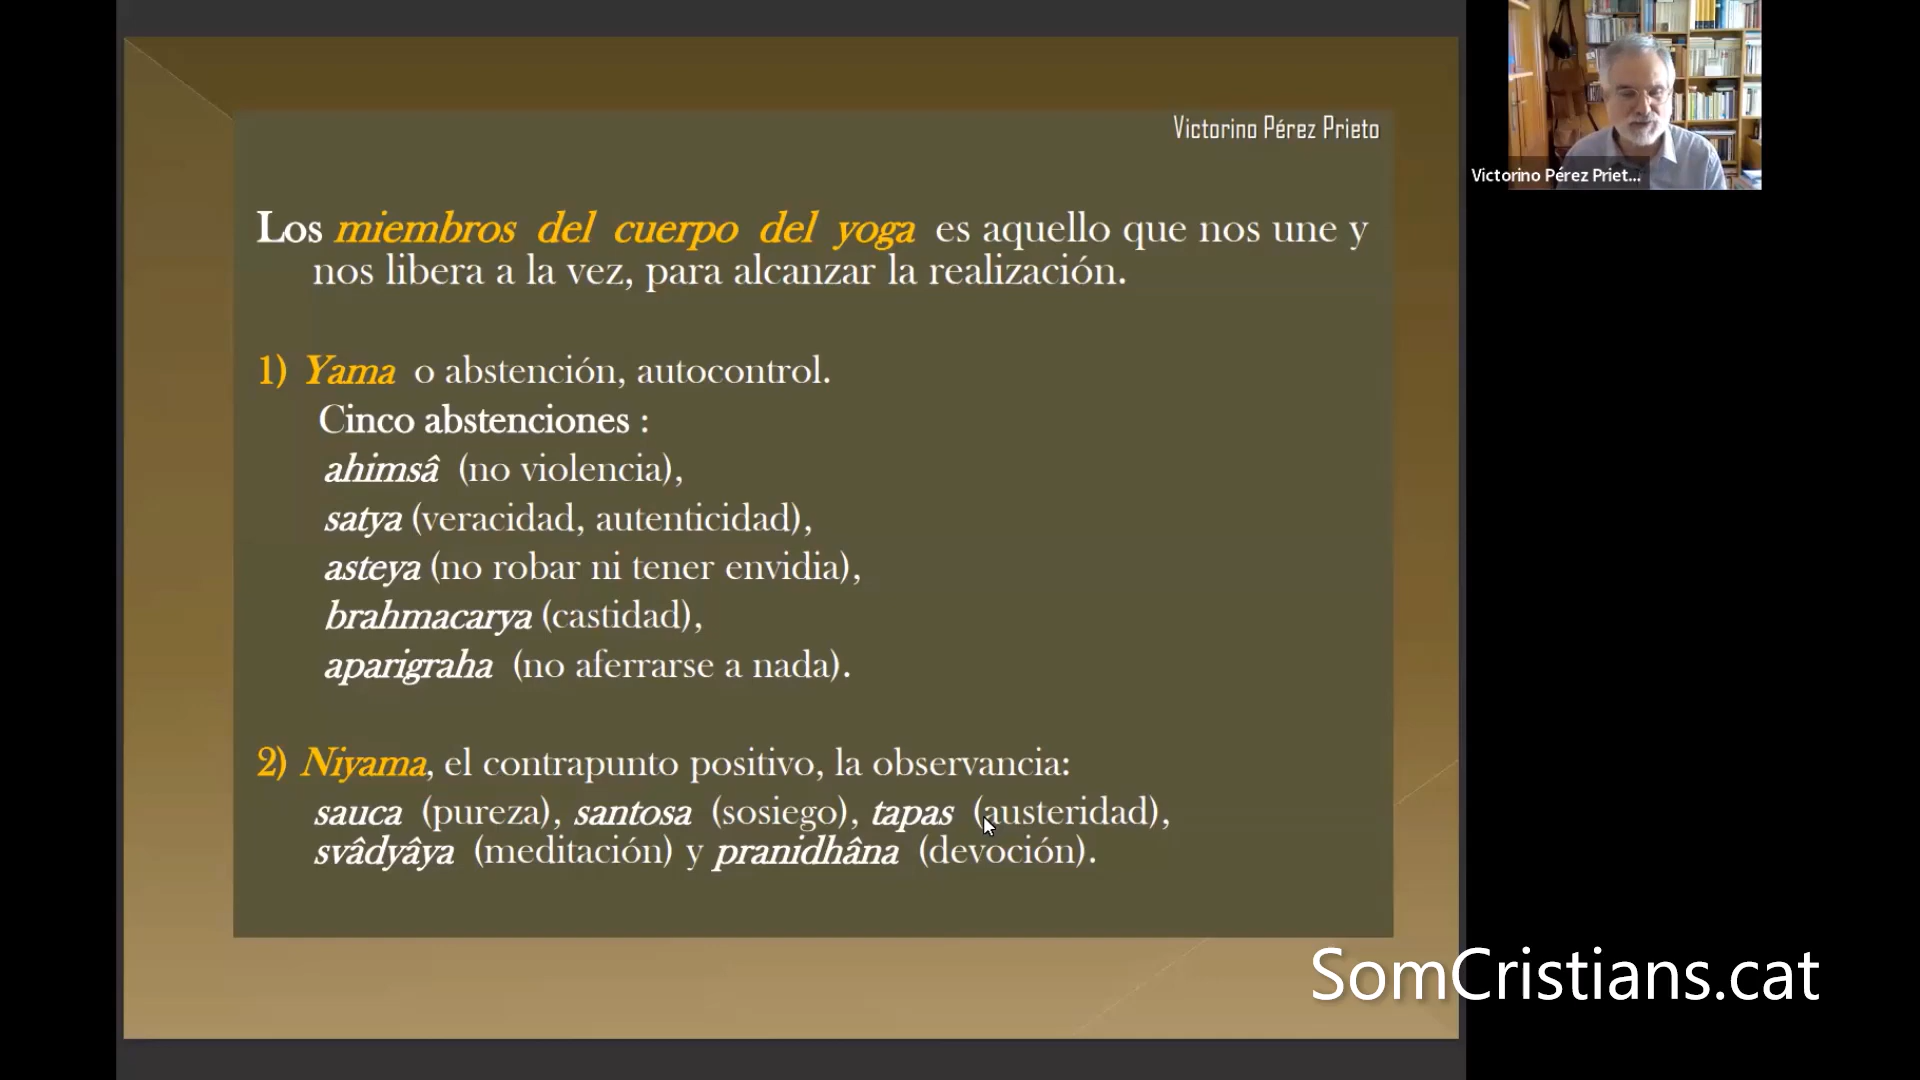 Victorino Pérez Prieto
Victorino Pérez Priet...
Los miembros del cuerpo del yoga es aquello que nos une y
nos libera a la vez, para alcanzar la realización.
1) Yama o abstención, autocontrol.
Cinco abstenciones :
ahimsâ (no violencia),
satya (veracidad, autenticidad),
asteya (no robar ni tener envidia),
brahmacarya (castidad),
aparigraha (no aferrarse a nada).
2) Niyama, el contrapunto positivo, la observancia:
sauca (pureza), santosa (sosiego), tapas (austeridad),
svâdyâya (meditación) y pranidhâna (devoción).
SomCristians.cat